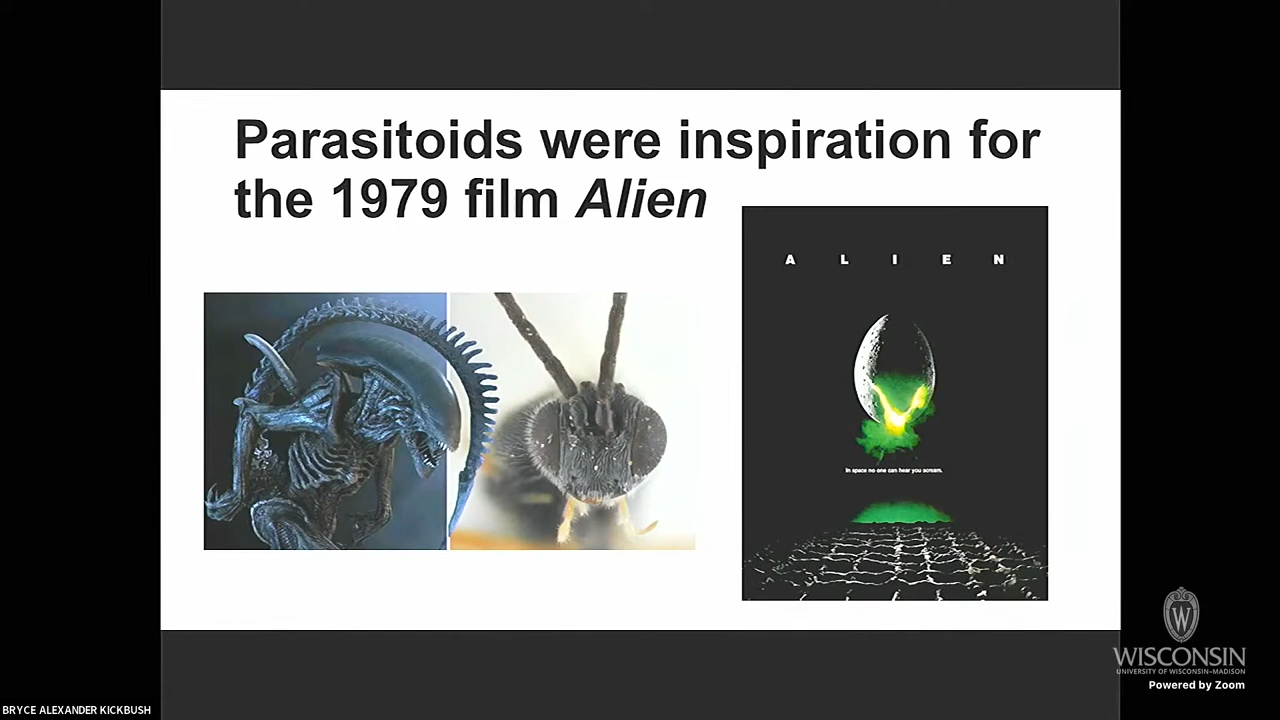 Parasitoids were inspiration for
the 1979 film Alien
A L I E N
In space no one can hear you scream.
W
WISCONSIN
UNIVERSITY OF WISCONSIN–MADISON
Powered by Zoom
BRYCE ALEXANDER KICKBUSH